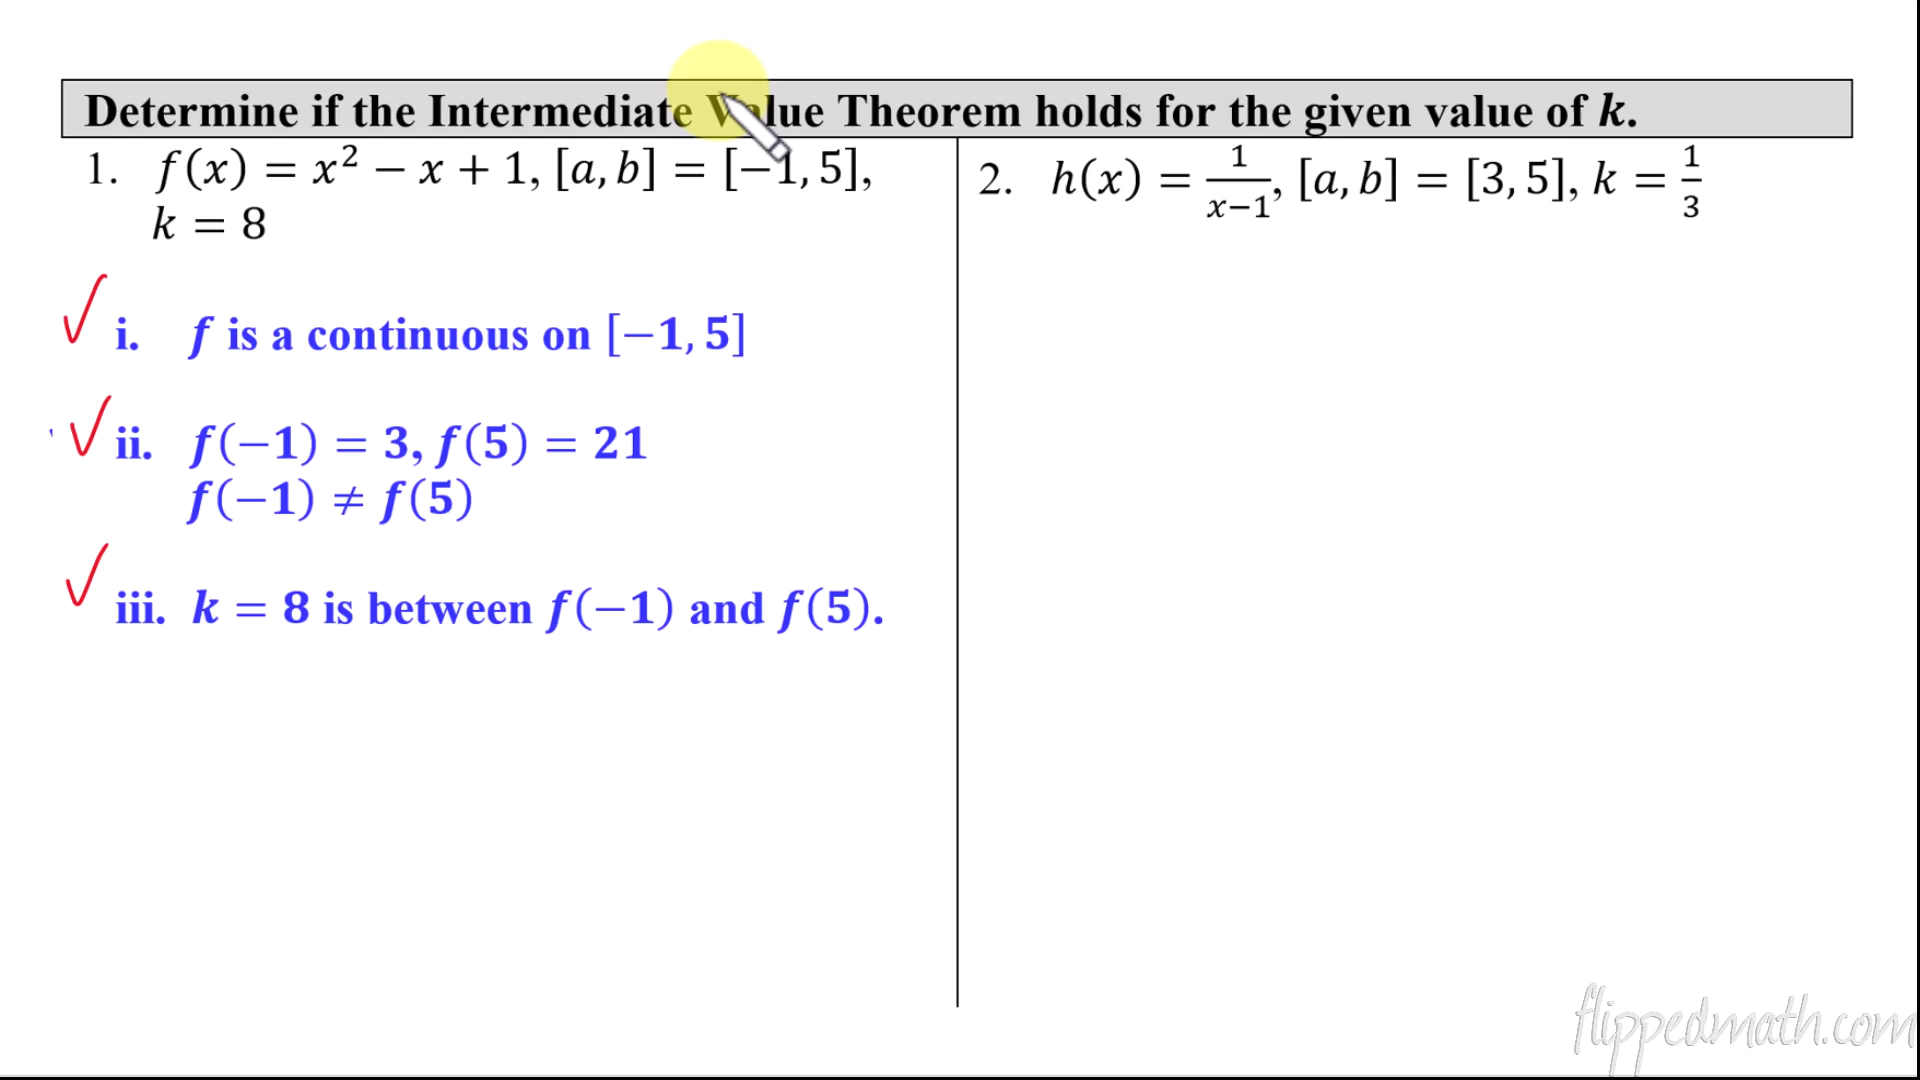 Determine if the Intermediate Value Theorem holds for the given value of k.
1. f(x) = x² − x + 1, [a, b] = [−1, 5],
k = 8
i. f is a continuous on [−1, 5]
ii. f(−1) = 3, f(5) = 21
f(−1) ≠ f(5)
iii. k = 8 is between f(−1) and f(5).
2. h(x) = 1/(x−1), [a, b] = [3, 5], k = 1/3
flippedmath.com